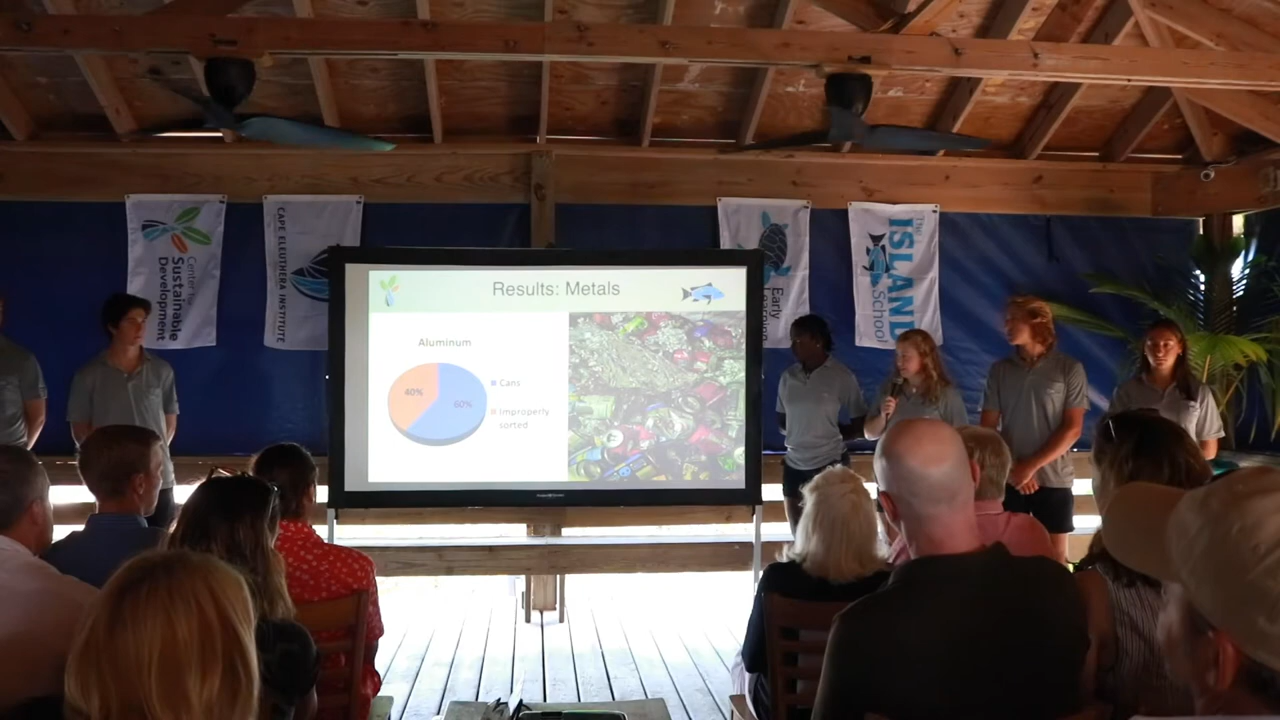 Center for
Sustainable
Development
CAPE ELEUTHERA INSTITUTE
Early
Learning
The
ISLAND
School
Results: Metals
Aluminum
40%
60%
Cans
Improperly
sorted